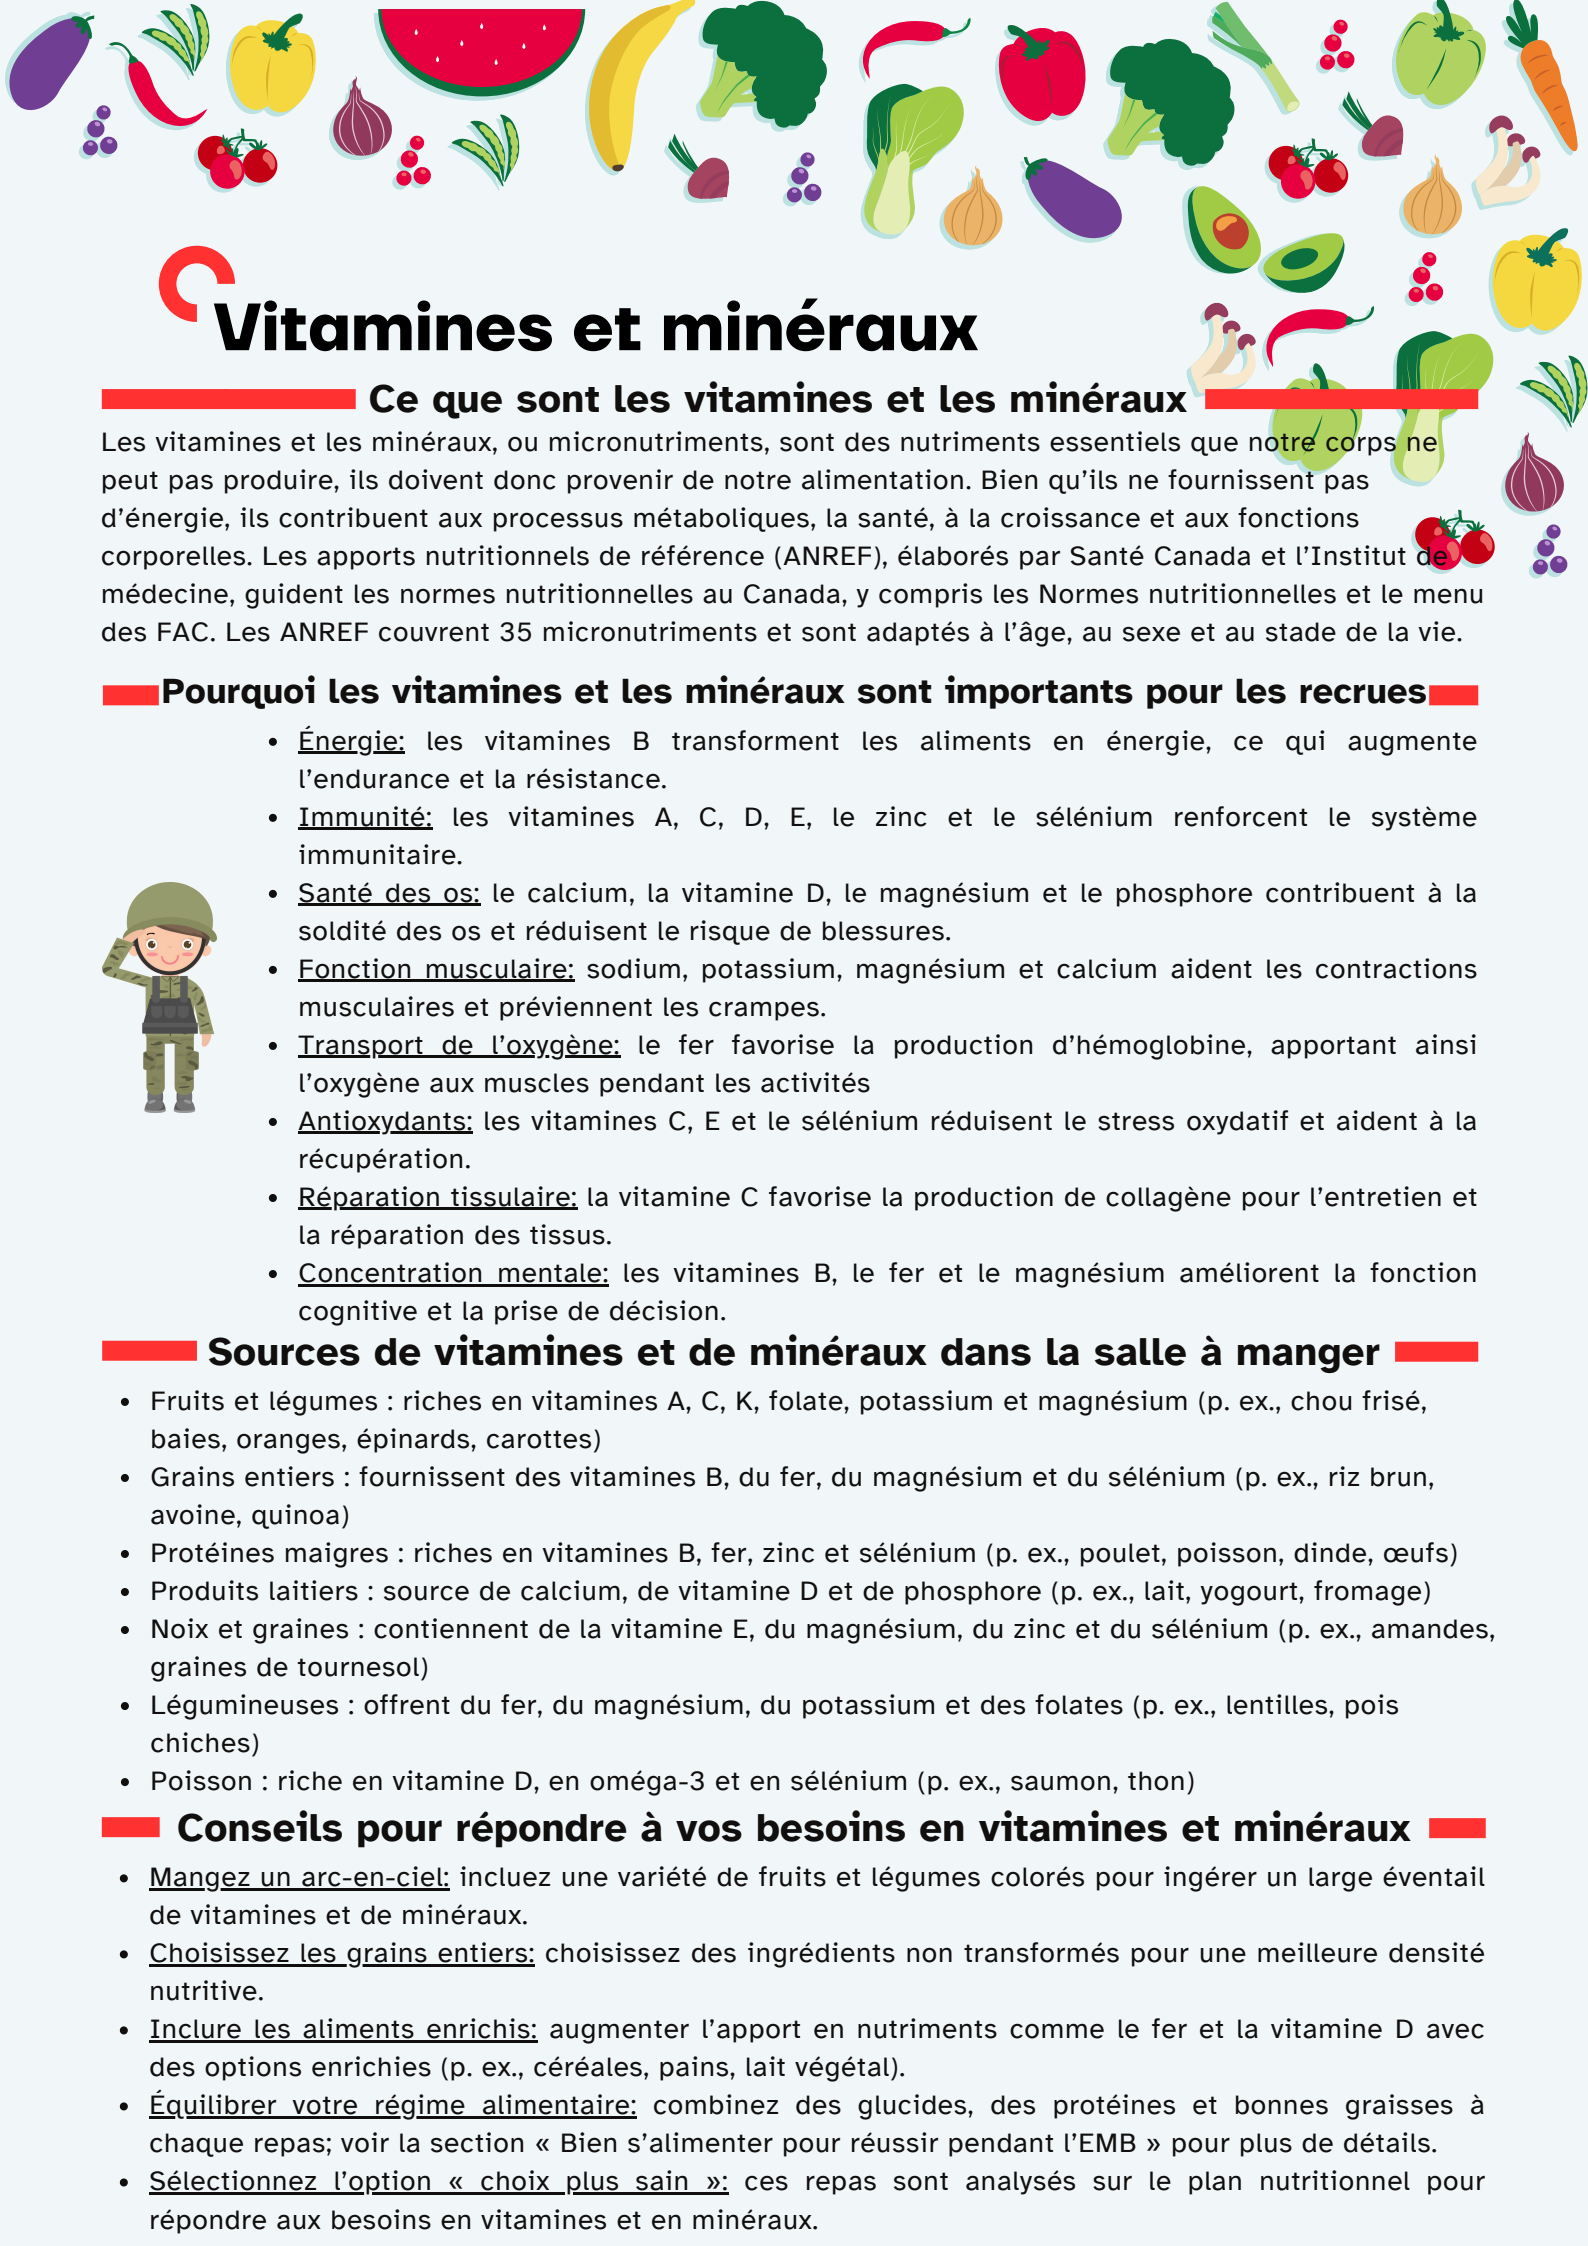 Vitamines et minéraux
Ce que sont les vitamines et les minéraux
Les vitamines et les minéraux, ou micronutriments, sont des nutriments essentiels que notre corps ne
peut pas produire, ils doivent donc provenir de notre alimentation. Bien qu’ils ne fournissent pas
d’énergie, ils contribuent aux processus métaboliques, la santé, à la croissance et aux fonctions
corporelles. Les apports nutritionnels de référence (ANREF), élaborés par Santé Canada et l’Institut de
médecine, guident les normes nutritionnelles au Canada, y compris les Normes nutritionnelles et le menu
des FAC. Les ANREF couvrent 35 micronutriments et sont adaptés à l’âge, au sexe et au stade de la vie.
Pourquoi les vitamines et les minéraux sont importants pour les recrues
• Énergie: les vitamines B transforment les aliments en énergie, ce qui augmente
l’endurance et la résistance.
• Immunité: les vitamines A, C, D, E, le zinc et le sélénium renforcent le système
immunitaire.
• Santé des os: le calcium, la vitamine D, le magnésium et le phosphore contribuent à la
soldité des os et réduisent le risque de blessures.
• Fonction musculaire: sodium, potassium, magnésium et calcium aident les contractions
musculaires et préviennent les crampes.
• Transport de l’oxygène: le fer favorise la production d’hémoglobine, apportant ainsi
l’oxygène aux muscles pendant les activités
• Antioxydants: les vitamines C, E et le sélénium réduisent le stress oxydatif et aident à la
récupération.
• Réparation tissulaire: la vitamine C favorise la production de collagène pour l’entretien et
la réparation des tissus.
• Concentration mentale: les vitamines B, le fer et le magnésium améliorent la fonction
cognitive et la prise de décision.
Sources de vitamines et de minéraux dans la salle à manger
• Fruits et légumes : riches en vitamines A, C, K, folate, potassium et magnésium (p. ex., chou frisé,
baies, oranges, épinards, carottes)
• Grains entiers : fournissent des vitamines B, du fer, du magnésium et du sélénium (p. ex., riz brun,
avoine, quinoa)
• Protéines maigres : riches en vitamines B, fer, zinc et sélénium (p. ex., poulet, poisson, dinde, œufs)
• Produits laitiers : source de calcium, de vitamine D et de phosphore (p. ex., lait, yogourt, fromage)
• Noix et graines : contiennent de la vitamine E, du magnésium, du zinc et du sélénium (p. ex., amandes,
graines de tournesol)
• Légumineuses : offrent du fer, du magnésium, du potassium et des folates (p. ex., lentilles, pois
chiches)
• Poisson : riche en vitamine D, en oméga-3 et en sélénium (p. ex., saumon, thon)
Conseils pour répondre à vos besoins en vitamines et minéraux
• Mangez un arc-en-ciel: incluez une variété de fruits et légumes colorés pour ingérer un large éventail
de vitamines et de minéraux.
• Choisissez les grains entiers: choisissez des ingrédients non transformés pour une meilleure densité
nutritive.
• Inclure les aliments enrichis: augmenter l’apport en nutriments comme le fer et la vitamine D avec
des options enrichies (p. ex., céréales, pains, lait végétal).
• Équilibrer votre régime alimentaire: combinez des glucides, des protéines et bonnes graisses à
chaque repas; voir la section « Bien s’alimenter pour réussir pendant l’EMB » pour plus de détails.
• Sélectionnez l’option « choix plus sain »: ces repas sont analysés sur le plan nutritionnel pour
répondre aux besoins en vitamines et en minéraux.